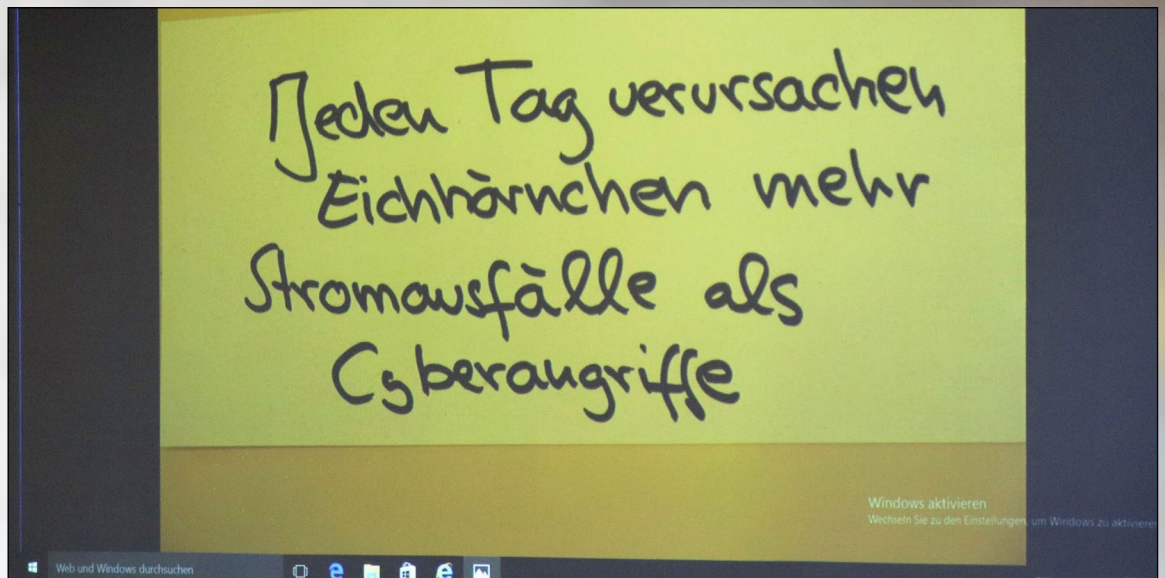 Jeden Tag verursachen
Eichhörnchen mehr
Stromausfälle als
Cyberangriffe
Windows aktivieren
Wechseln Sie zu den Einstellungen, um Windows zu aktivieren
Web und Windows durchsuchen